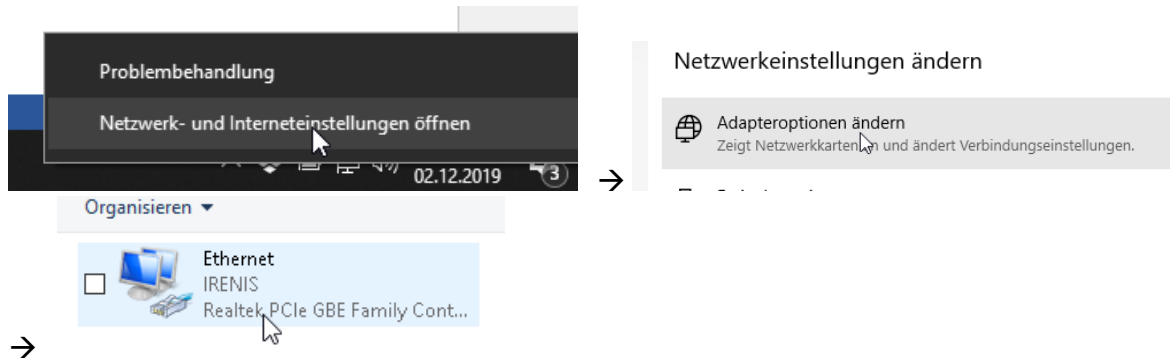 Problembehandlung
Netzwerk- und Interneteinstellungen öffnen
02.12.2019
3
→
Netzwerkeinstellungen ändern
Adapteroptionen ändern
Zeigt Netzwerkarten an und ändert Verbindungseinstellungen.
Organisieren
Ethernet
IRENIS
Realtek PCIe GBE Family Cont...
→